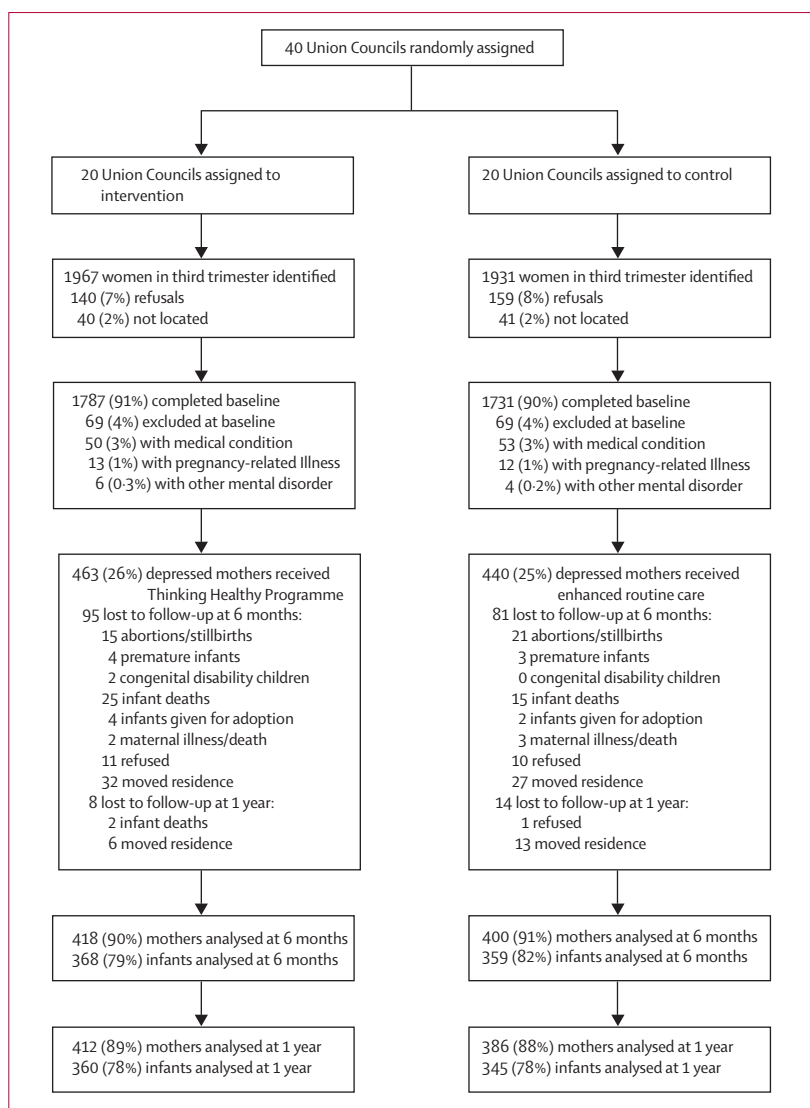 40 Union Councils randomly assigned
20 Union Councils assigned to
intervention
20 Union Councils assigned to control
1967 women in third trimester identified
140 (7%) refusals
40 (2%) not located
1931 women in third trimester identified
159 (8%) refusals
41 (2%) not located
1787 (91%) completed baseline
69 (4%) excluded at baseline
50 (3%) with medical condition
13 (1%) with pregnancy-related Illness
6 (0·3%) with other mental disorder
1731 (90%) completed baseline
69 (4%) excluded at baseline
53 (3%) with medical condition
12 (1%) with pregnancy-related Illness
4 (0·2%) with other mental disorder
463 (26%) depressed mothers received
Thinking Healthy Programme
95 lost to follow-up at 6 months:
15 abortions/stillbirths
4 premature infants
2 congenital disability children
25 infant deaths
4 infants given for adoption
2 maternal illness/death
11 refused
32 moved residence
8 lost to follow-up at 1 year:
2 infant deaths
6 moved residence
440 (25%) depressed mothers received
enhanced routine care
81 lost to follow-up at 6 months:
21 abortions/stillbirths
3 premature infants
0 congenital disability children
15 infant deaths
2 infants given for adoption
3 maternal illness/death
10 refused
27 moved residence
14 lost to follow-up at 1 year:
1 refused
13 moved residence
418 (90%) mothers analysed at 6 months
368 (79%) infants analysed at 6 months
400 (91%) mothers analysed at 6 months
359 (82%) infants analysed at 6 months
412 (89%) mothers analysed at 1 year
360 (78%) infants analysed at 1 year
386 (88%) mothers analysed at 1 year
345 (78%) infants analysed at 1 year